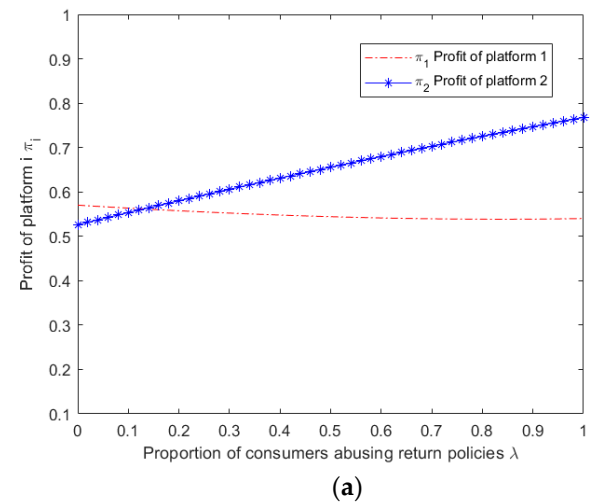 1
0.9
0.8
0.7
0.6
0.5
0.4
0.3
0.2
0.1
Profit of platform i π_i
π_1 Profit of platform 1
π_2 Profit of platform 2
0 0.1 0.2 0.3 0.4 0.5 0.6 0.7 0.8 0.9 1
Proportion of consumers abusing return policies λ
(a)